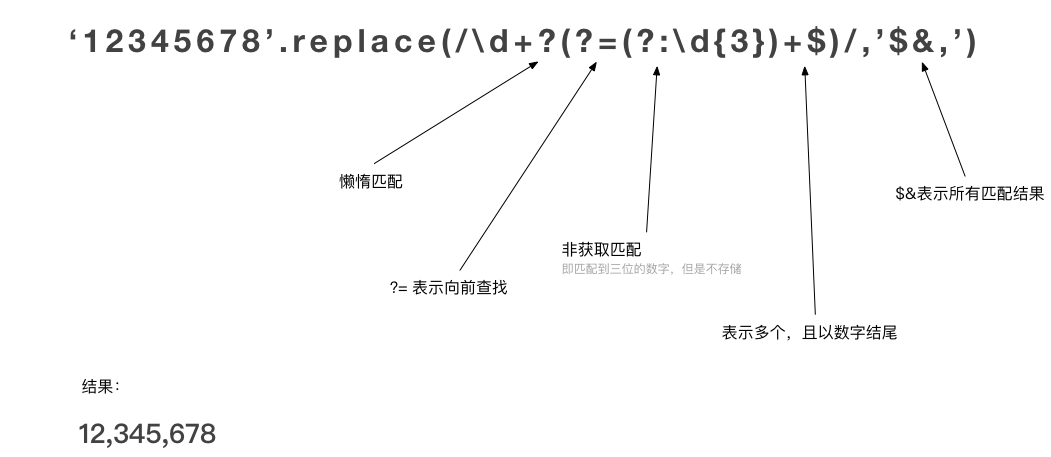 ‘12345678’.replace(/\d+?(?=(?:\d{3})+$)/,’$&,’)
懒惰匹配
$&表示所有匹配结果
非获取匹配
即匹配到三位的数字，但是不存储
?= 表示向前查找
表示多个，且以数字结尾
结果：
12,345,678